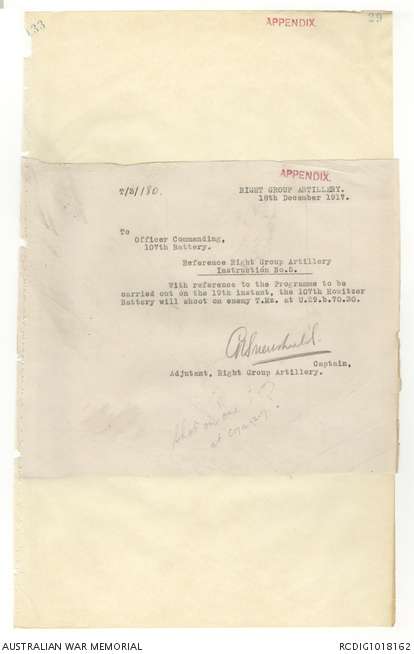 133
APPENDIX.
29
APPENDIX.
T/3/180.
RIGHT GROUP ARTILLERY.
18th December 1917.
To
Officer Commanding,
107th Battery.
Reference Right Group Artillery
Instruction No.5.
With reference to the Programme to be
carried out on the 19th instant, the 107th Howitzer
Battery will shoot on enemy T.Ms. at U.29.b.70.30.
Captain,
Adjutant, Right Group Artillery.
AUSTRALIAN WAR MEMORIAL
RCDIG1018162